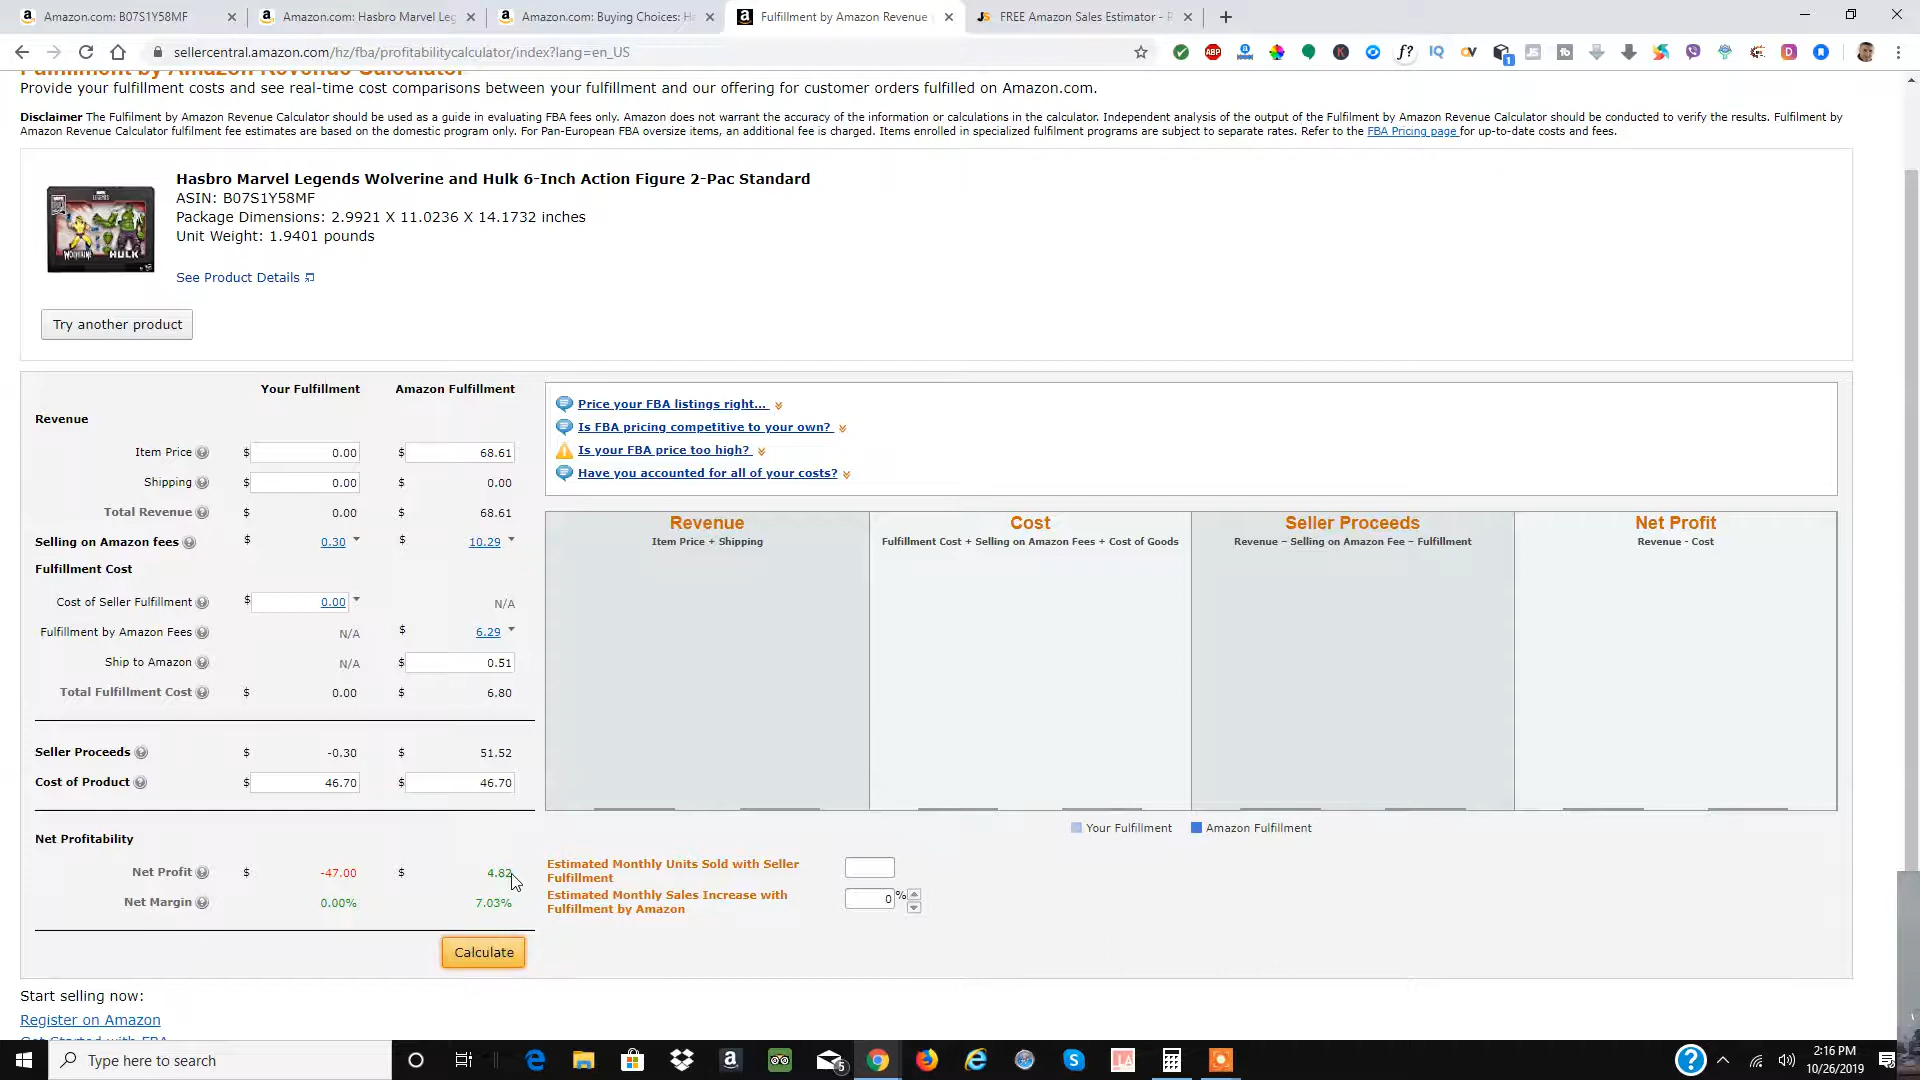 Amazon.com: B07S1Y58MF
Amazon.com: Hasbro Marvel Leg
Amazon.com: Buying Choices: Ha
Fulfillment by Amazon Revenue
FREE Amazon Sales Estimator - P
sellercentral.amazon.com/hz/fba/profitabilitycalculator/index?lang=en_US
Fulfillment by Amazon Revenue Calculator
Provide your fulfillment costs and see real-time cost comparisons between your fulfillment and our offering for customer orders fulfilled on Amazon.com.
Disclaimer The Fulfilment by Amazon Revenue Calculator should be used as a guide in evaluating FBA fees only. Amazon does not warrant the accuracy of the information or calculations in the calculator. Independent analysis of the output of the Fulfilment by Amazon Revenue Calculator should be conducted to verify the results. Fulfilment by
Amazon Revenue Calculator fulfilment fee estimates are based on the domestic program only. For Pan-European FBA oversize items, an additional fee is charged. Items enrolled in specialized fulfilment programs are subject to separate rates. Refer to the FBA Pricing page for up-to-date costs and fees.
Hasbro Marvel Legends Wolverine and Hulk 6-Inch Action Figure 2-Pac Standard
ASIN: B07S1Y58MF
Package Dimensions: 2.9921 X 11.0236 X 14.1732 inches
Unit Weight: 1.9401 pounds
WOLVERINE HULK
See Product Details
Try another product
Your Fulfillment Amazon Fulfillment
Revenue
Item Price $ 0.00 $ 68.61
Shipping $ 0.00 $ 0.00
Total Revenue $ 0.00 $ 68.61
Selling on Amazon fees $ 0.30 $ 10.29
Fulfillment Cost
Cost of Seller Fulfillment $ 0.00 N/A
Fulfillment by Amazon Fees N/A $ 6.29
Ship to Amazon N/A $ 0.51
Total Fulfillment Cost $ 0.00 $ 6.80
Seller Proceeds $ -0.30 $ 51.52
Cost of Product $ 46.70 $ 46.70
Net Profitability
Net Profit $ -47.00 $ 4.82
Net Margin 0.00% 7.03%
Calculate
Price your FBA listings right...
Is FBA pricing competitive to your own?
Is your FBA price too high?
Have you accounted for all of your costs?
Revenue Cost Seller Proceeds Net Profit
Item Price + Shipping Fulfillment Cost + Selling on Amazon Fees + Cost of Goods Revenue − Selling on Amazon Fee − Fulfillment Revenue - Cost
Your Fulfillment Amazon Fulfillment
Estimated Monthly Units Sold with Seller
Fulfillment
Estimated Monthly Sales Increase with
Fulfillment by Amazon
0 %
Start selling now:
Register on Amazon
Get Started with FBA
Type here to search
2:16 PM
10/26/2019